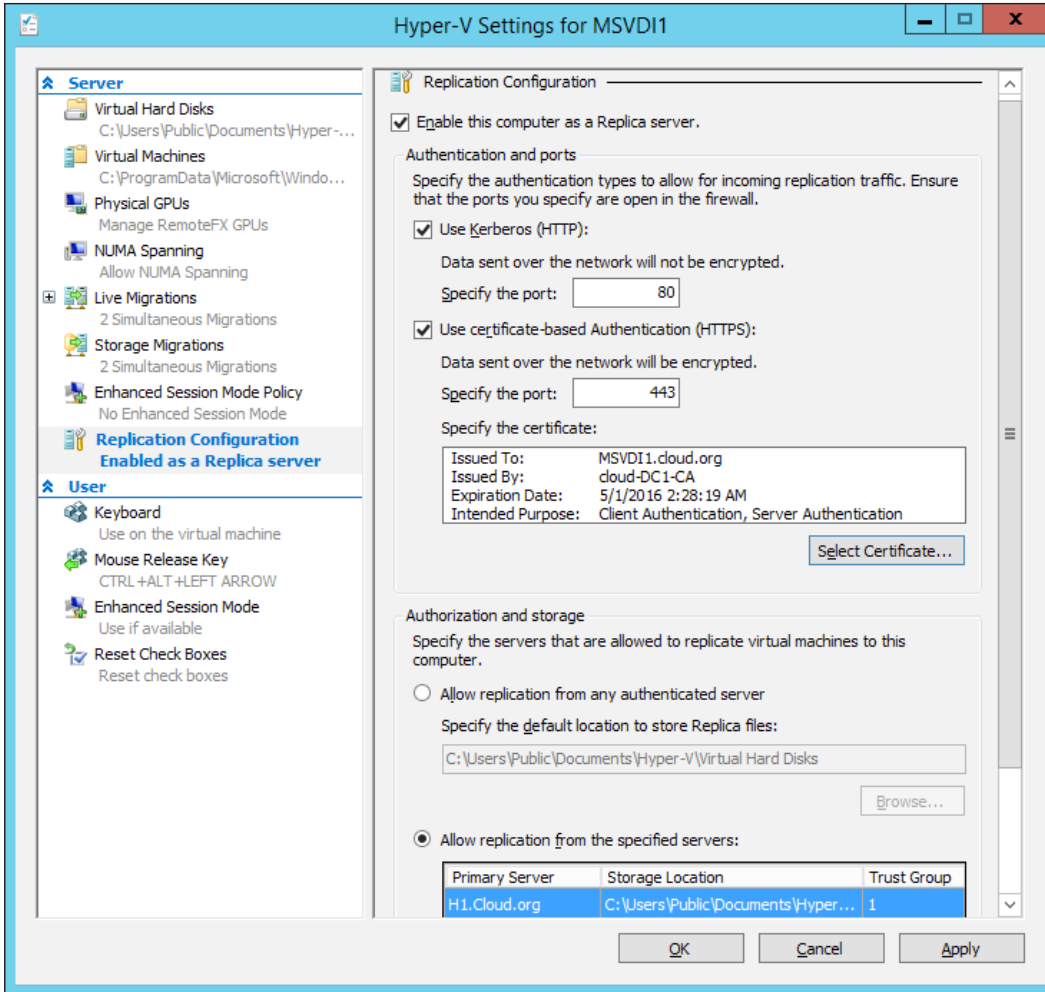 Hyper-V Settings for MSVDI1
Server
Virtual Hard Disks
C:\Users\Public\Documents\Hyper-...
Virtual Machines
C:\ProgramData\Microsoft\Windo...
Physical GPUs
Manage RemoteFX GPUs
NUMA Spanning
Allow NUMA Spanning
Live Migrations
2 Simultaneous Migrations
Storage Migrations
2 Simultaneous Migrations
Enhanced Session Mode Policy
No Enhanced Session Mode
Replication Configuration
Enabled as a Replica server
User
Keyboard
Use on the virtual machine
Mouse Release Key
CTRL+ALT+LEFT ARROW
Enhanced Session Mode
Use if available
Reset Check Boxes
Reset check boxes
Replication Configuration
Enable this computer as a Replica server.
Authentication and ports
Specify the authentication types to allow for incoming replication traffic. Ensure
that the ports you specify are open in the firewall.
Use Kerberos (HTTP):
Data sent over the network will not be encrypted.
Specify the port: 80
Use certificate-based Authentication (HTTPS):
Data sent over the network will be encrypted.
Specify the port: 443
Specify the certificate:
Issued To: MSVDI1.cloud.org
Issued By: cloud-DC1-CA
Expiration Date: 5/1/2016 2:28:19 AM
Intended Purpose: Client Authentication, Server Authentication
Select Certificate...
Authorization and storage
Specify the servers that are allowed to replicate virtual machines to this
computer.
Allow replication from any authenticated server
Specify the default location to store Replica files:
C:\Users\Public\Documents\Hyper-V\Virtual Hard Disks
Browse...
Allow replication from the specified servers:
Primary Server Storage Location Trust Group
H1.Cloud.org C:\Users\Public\Documents\Hyper... 1
OK Cancel Apply